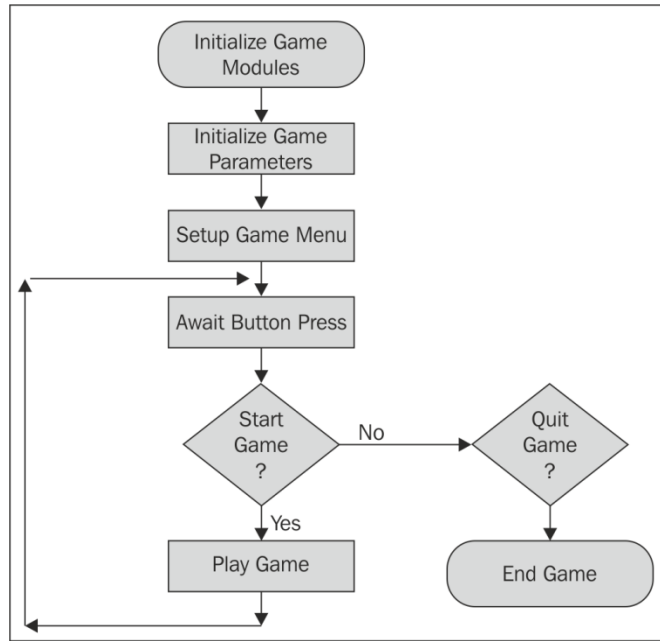 Initialize Game
Modules
Initialize Game
Parameters
Setup Game Menu
Await Button Press
Start
Game
?
No
Quit
Game
?
Yes
Play Game
End Game